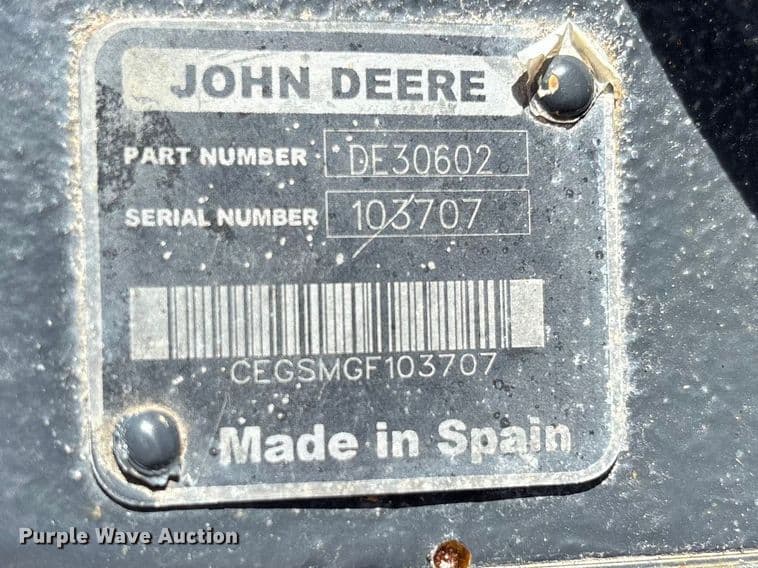 JOHN DEERE
PART NUMBER DE30602
SERIAL NUMBER 103707
CEGSMGF103707
Made in Spain
Purple Wave Auction